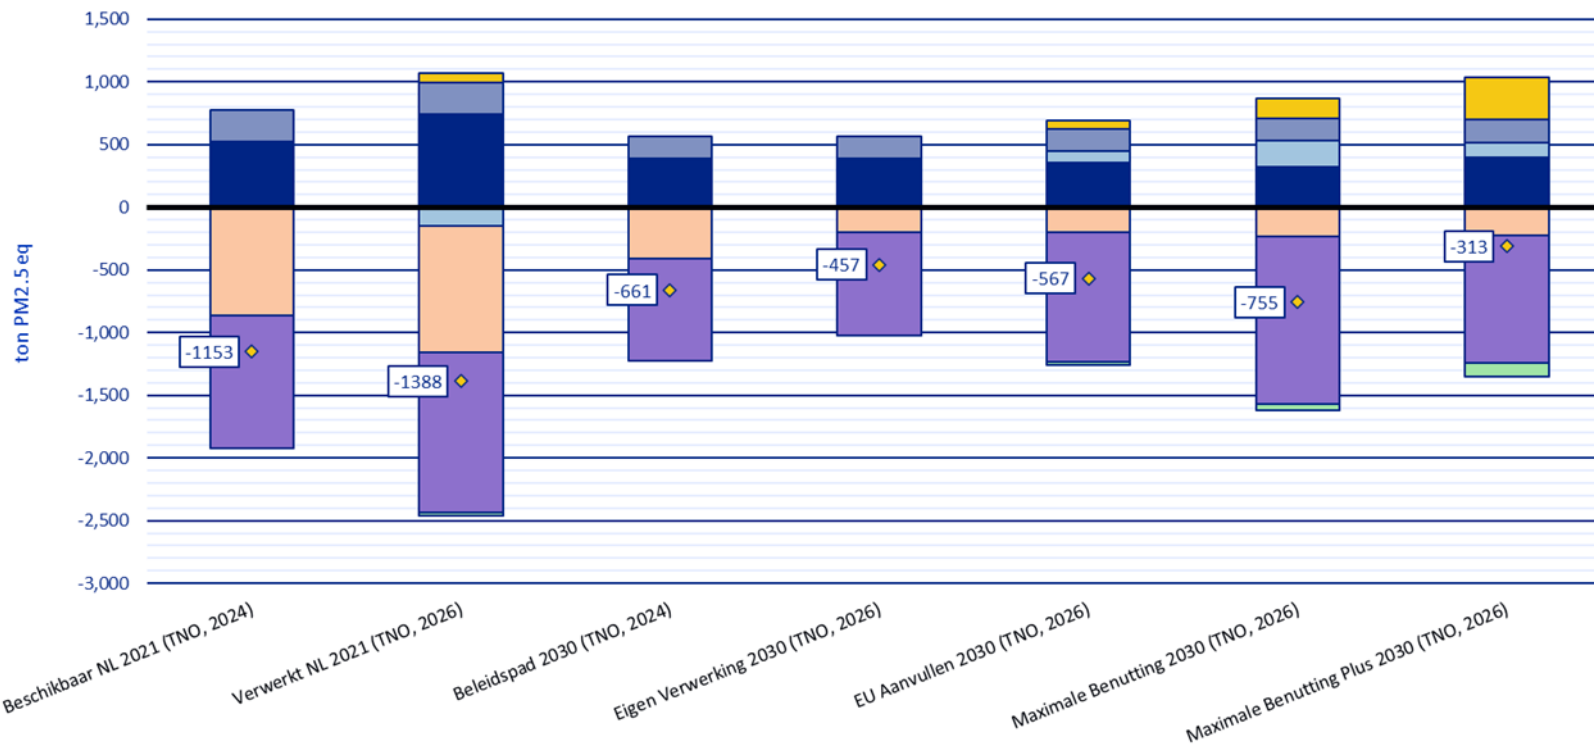 1,500
1,000
500
0
-500
-1,000
-1,500
-2,000
-2,500
-3,000
ton PM2.5 eq
-1153
-1388
-661
-457
-567
-755
-313
Beschikbaar NL 2021 (TNO, 2024)
Verwerkt NL 2021 (TNO, 2026)
Beleidspad 2030 (TNO, 2024)
Eigen Verwerking 2030 (TNO, 2026)
EU Aanvullen 2030 (TNO, 2026)
Maximale Benutting 2030 (TNO, 2026)
Maximale Benutting Plus 2030 (TNO, 2026)